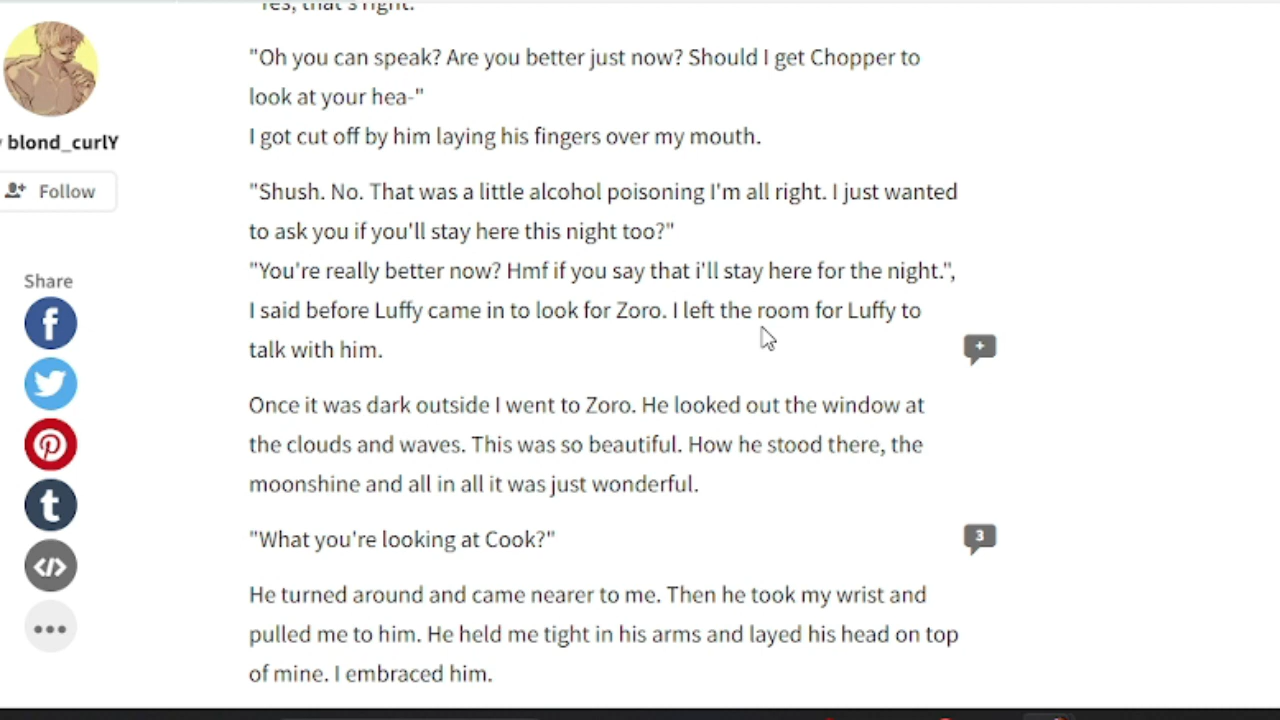 "Yes, that's right.
"Oh you can speak? Are you better just now? Should I get Chopper to
look at your hea-"
I got cut off by him laying his fingers over my mouth.
blond_curlY
Follow
"Shush. No. That was a little alcohol poisoning I'm all right. I just wanted
to ask you if you'll stay here this night too?"
"You're really better now? Hmf if you say that i'll stay here for the night.",
I said before Luffy came in to look for Zoro. I left the room for Luffy to
talk with him.
+
Share
Once it was dark outside I went to Zoro. He looked out the window at
the clouds and waves. This was so beautiful. How he stood there, the
moonshine and all in all it was just wonderful.
"What you're looking at Cook?"
3
He turned around and came nearer to me. Then he took my wrist and
pulled me to him. He held me tight in his arms and layed his head on top
of mine. I embraced him.